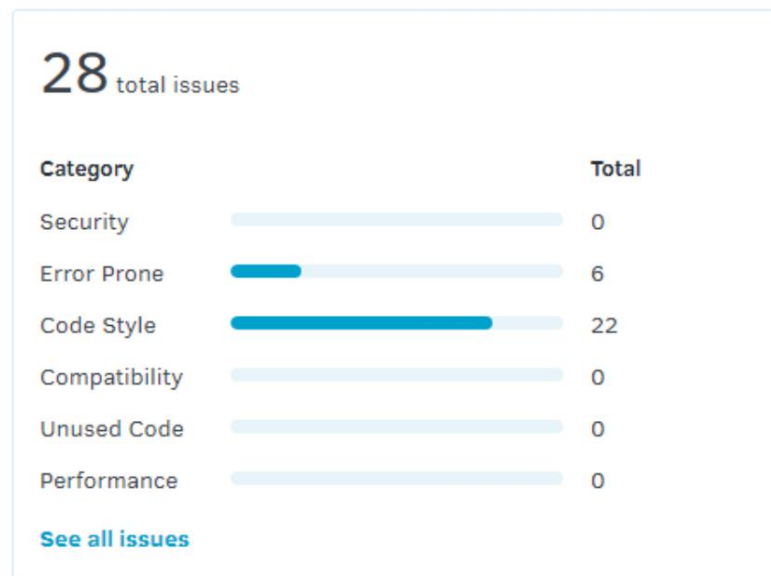 28 total issues
Category Total
Security 0
Error Prone 6
Code Style 22
Compatibility 0
Unused Code 0
Performance 0
See all issues